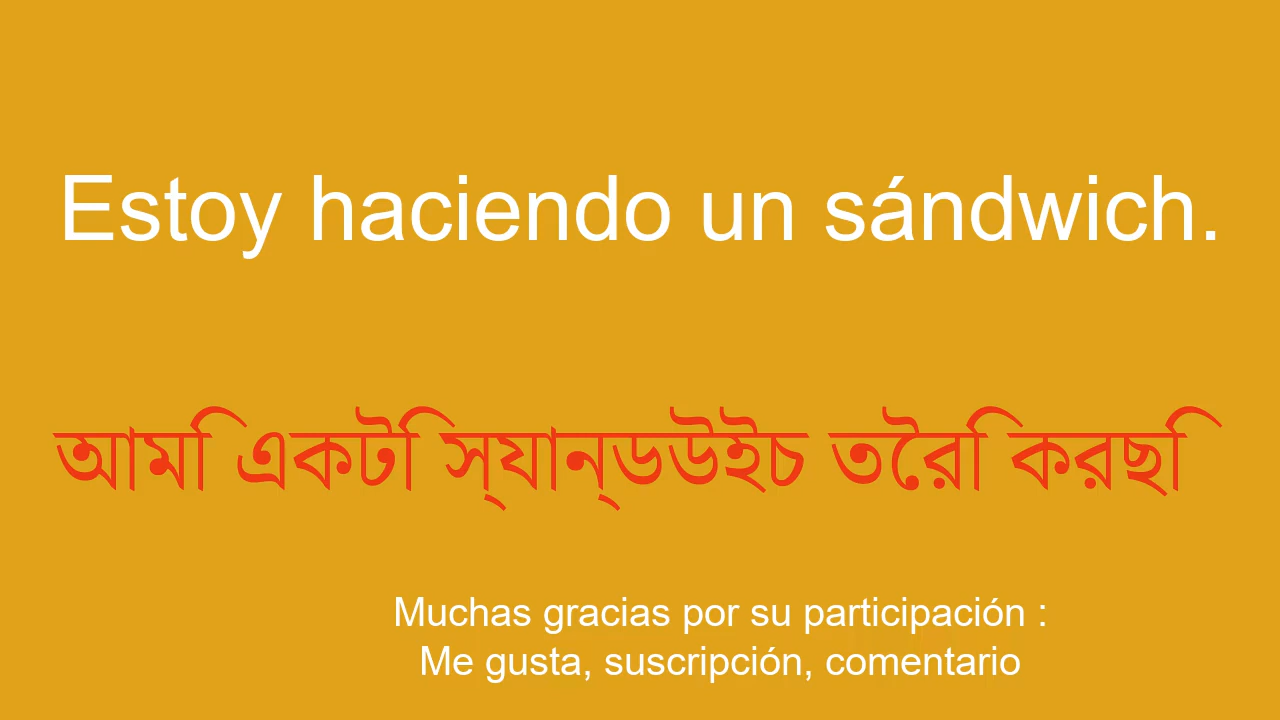 Estoy haciendo un sándwich.
আমি একটি স্যান্ডউইচ তৈরি করছি
Muchas gracias por su participación :
Me gusta, suscripción, comentario